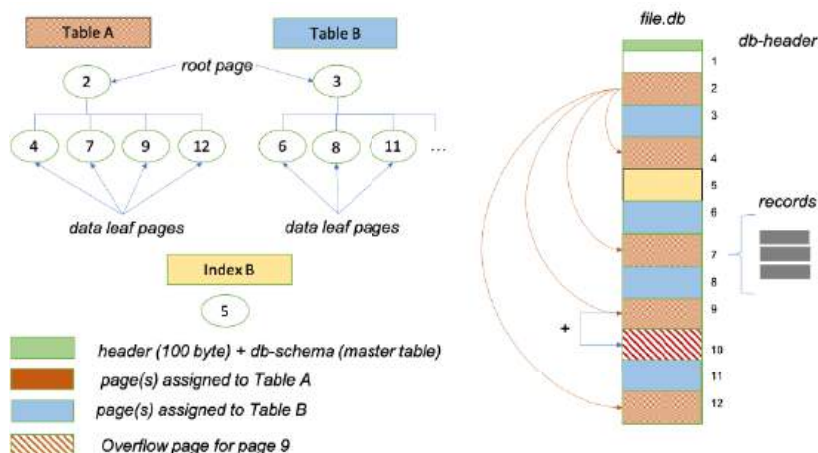 Table A
Table B
root page
2
3
4
7
9
12
6
8
11
...
data leaf pages
data leaf pages
Index B
5
header (100 byte) + db-schema (master table)
page(s) assigned to Table A
page(s) assigned to Table B
Overflow page for page 9
file.db
db-header
1
2
3
4
5
6
records
7
8
9
+
10
11
12